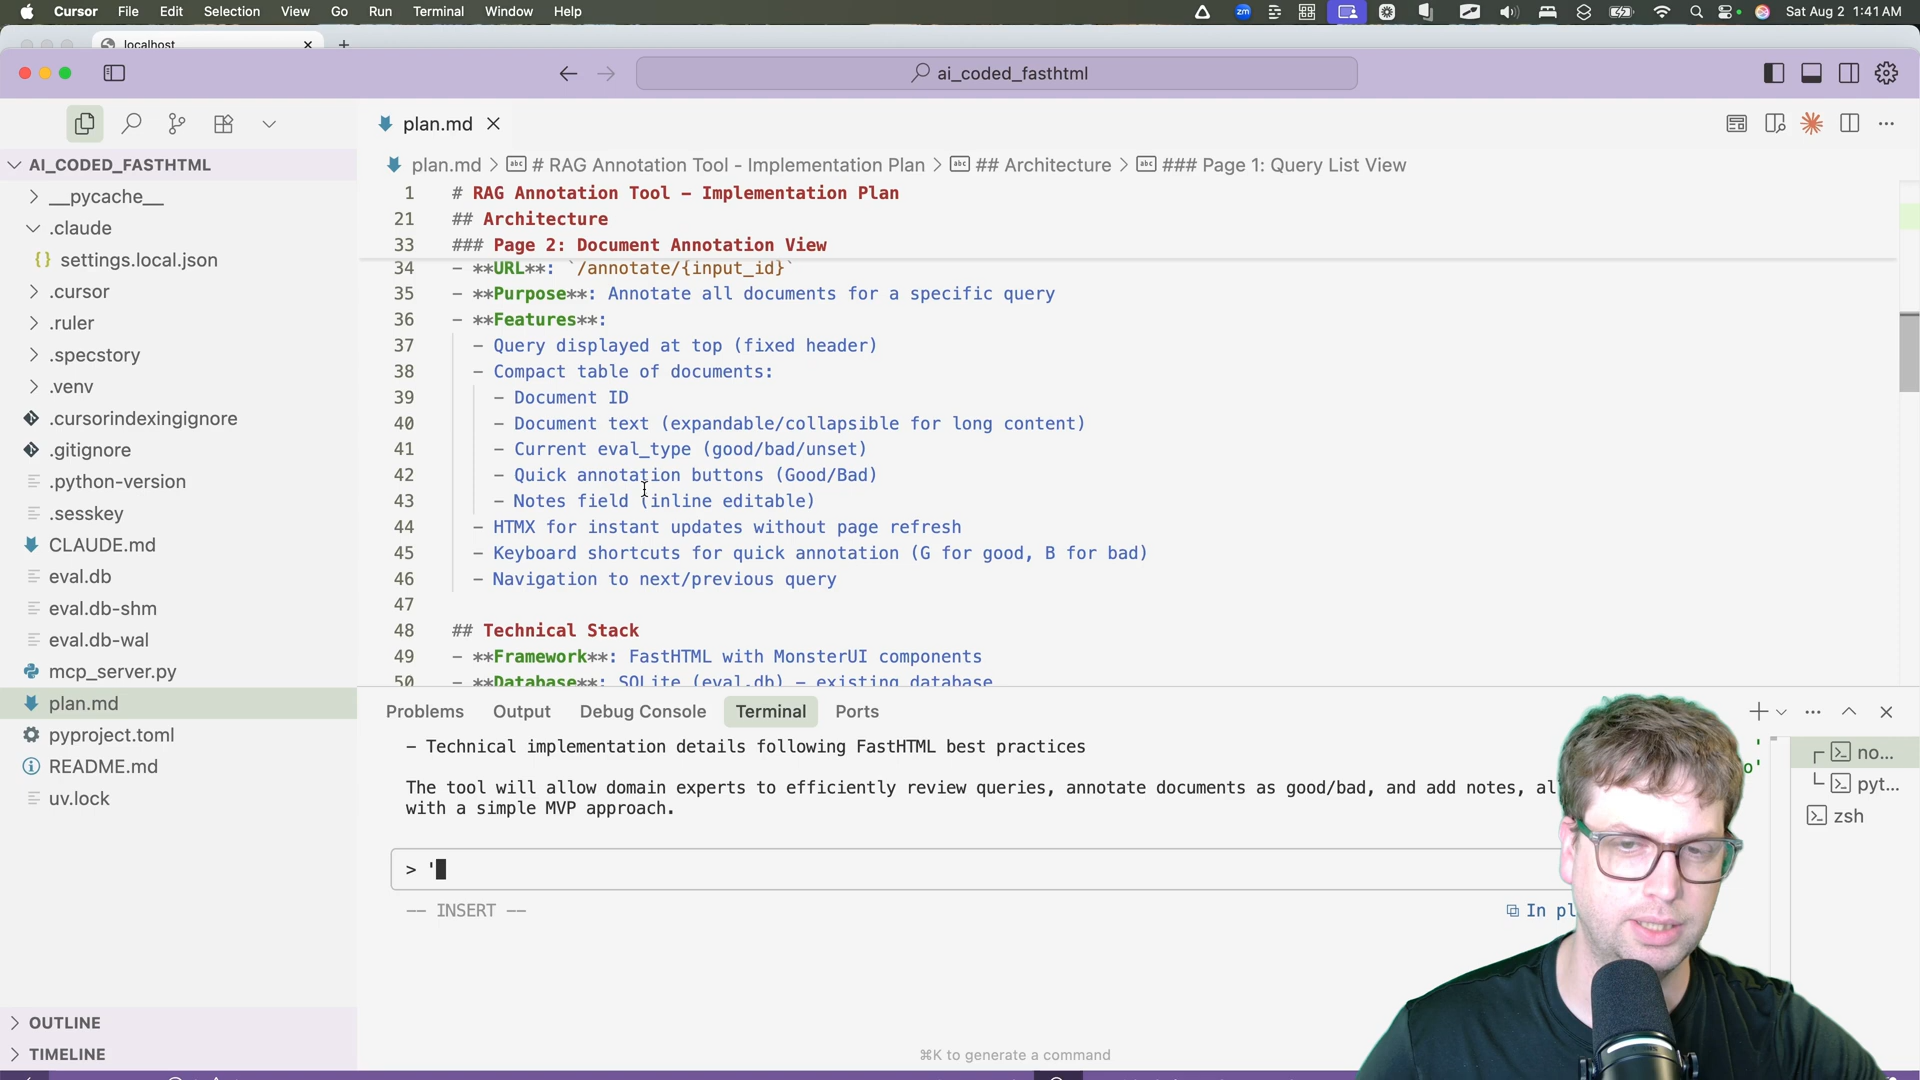 Cursor File Edit Selection View Go Run Terminal Window Help
zm
Sat Aug 2 1:41 AM
localhost
ai_coded_fasthtml
plan.md
plan.md > # RAG Annotation Tool - Implementation Plan > ## Architecture > ### Page 1: Query List View
AI_CODED_FASTHTML
__pycache__
.claude
{} settings.local.json
.cursor
.ruler
.specstory
.venv
.cursorindexingignore
.gitignore
.python-version
.sesskey
CLAUDE.md
eval.db
eval.db-shm
eval.db-wal
mcp_server.py
plan.md
pyproject.toml
README.md
uv.lock
OUTLINE
TIMELINE
1 # RAG Annotation Tool - Implementation Plan
21 ## Architecture
33 ### Page 2: Document Annotation View
34 - **URL**: `/annotate/{input_id}`
35 - **Purpose**: Annotate all documents for a specific query
36 - **Features**:
37 - Query displayed at top (fixed header)
38 - Compact table of documents:
39 - Document ID
40 - Document text (expandable/collapsible for long content)
41 - Current eval_type (good/bad/unset)
42 - Quick annotation buttons (Good/Bad)
43 - Notes field (inline editable)
44 - HTMX for instant updates without page refresh
45 - Keyboard shortcuts for quick annotation (G for good, B for bad)
46 - Navigation to next/previous query
47
48 ## Technical Stack
49 - **Framework**: FastHTML with MonsterUI components
50 - **Database**: SQLite (eval.db) - existing database
Problems Output Debug Console Terminal Ports
- Technical implementation details following FastHTML best practices
The tool will allow domain experts to efficiently review queries, annotate documents as good/bad, and add notes, al
with a simple MVP approach.
> '
-- INSERT --
In pl
⌘K to generate a command
'
o'
no...
pyt...
zsh